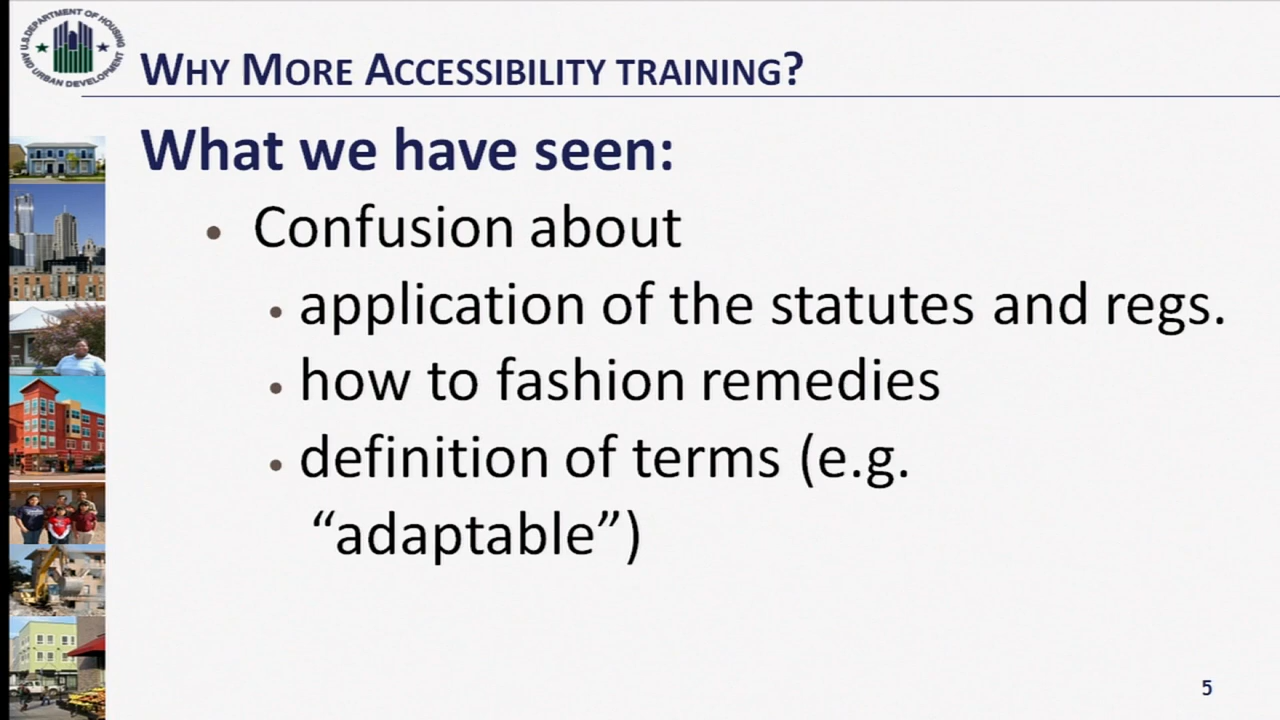 U.S. DEPARTMENT OF HOUSING
AND URBAN DEVELOPMENT
WHY MORE ACCESSIBILITY TRAINING?
What we have seen:
• Confusion about
• application of the statutes and regs.
• how to fashion remedies
• definition of terms (e.g.
“adaptable”)
5